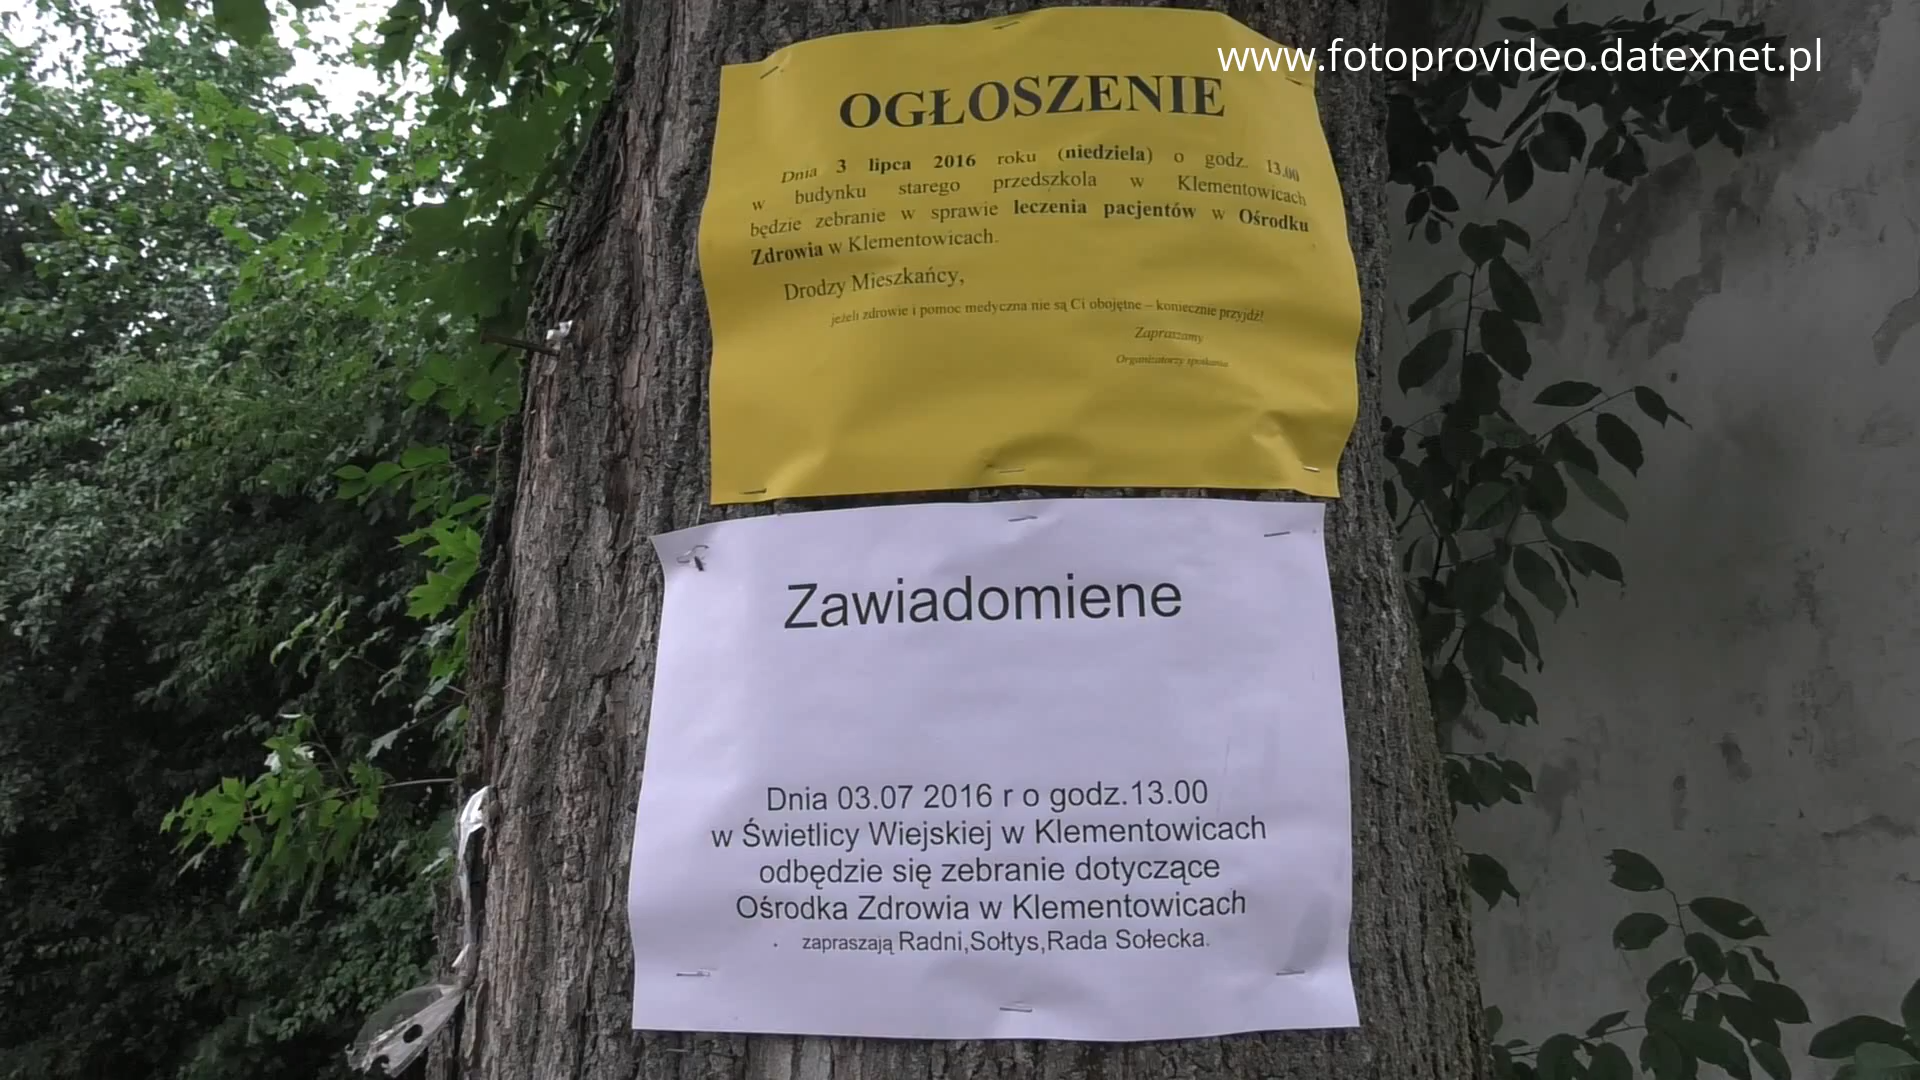 www.fotoprovideo.datexnet.pl
OGŁOSZENIE
Dnia 3 lipca 2016 roku (niedziela) o godz. 13.00
w budynku starego przedszkola w Klementowicach
będzie zebranie w sprawie leczenia pacjentów w Ośrodku
Zdrowia w Klementowicach.
Drodzy Mieszkańcy,
jeżeli zdrowie i pomoc medyczna nie są Ci obojętne – koniecznie przyjdź!
Zapraszamy
Organizatorzy spotkania
Zawiadomiene
Dnia 03.07 2016 r o godz.13.00
w Świetlicy Wiejskiej w Klementowicach
odbędzie się zebranie dotyczące
Ośrodka Zdrowia w Klementowicach
. zapraszają Radni,Sołtys,Rada Sołecka.